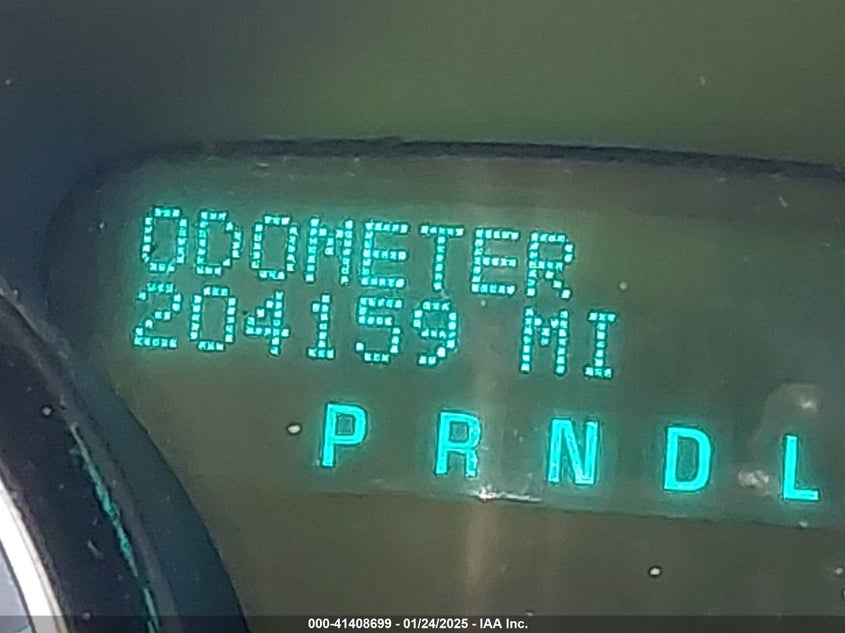 ODOMETER
204159 MI
P R N D L
000-41408699 - 01/24/2025 - IAA Inc.